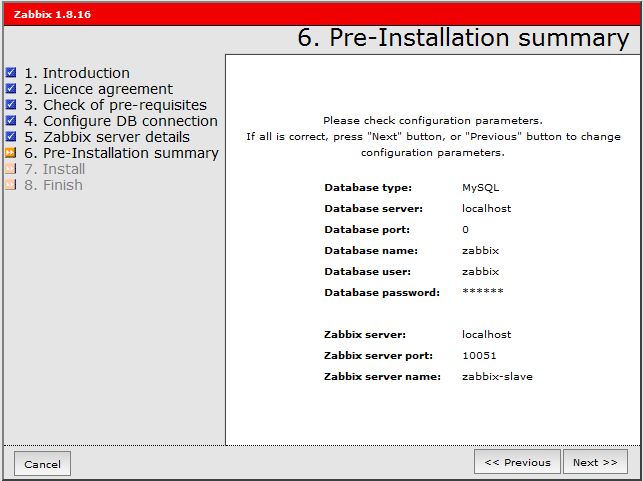 Zabbix 1.8.16
6. Pre-Installation summary
1. Introduction
2. Licence agreement
3. Check of pre-requisites
4. Configure DB connection
5. Zabbix server details
6. Pre-Installation summary
7. Install
8. Finish
Please check configuration parameters.
If all is correct, press "Next" button, or "Previous" button to change
configuration parameters.
Database type: MySQL
Database server: localhost
Database port: 0
Database name: zabbix
Database user: zabbix
Database password: ******
Zabbix server: localhost
Zabbix server port: 10051
Zabbix server name: zabbix-slave
Cancel << Previous Next >>